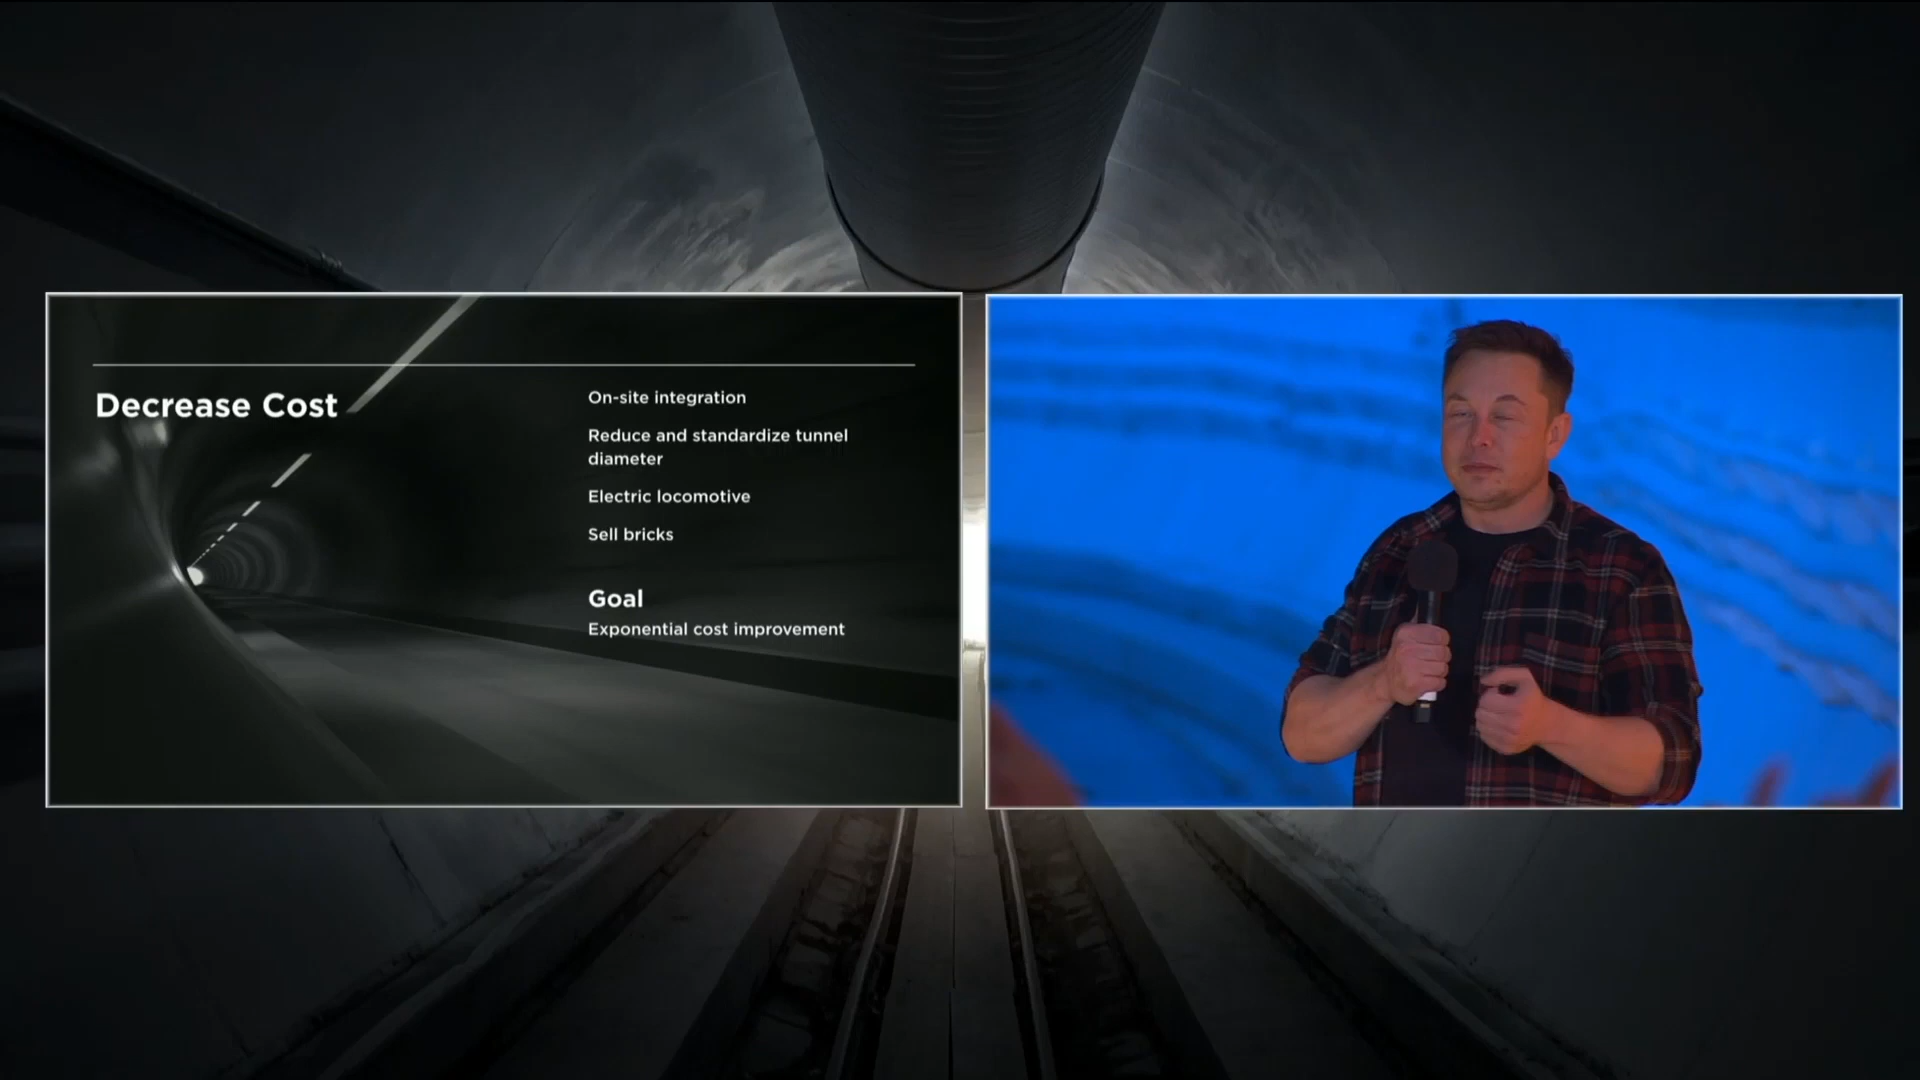 Decrease Cost
On-site integration
Reduce and standardize tunnel
diameter
Electric locomotive
Sell bricks
Goal
Exponential cost improvement